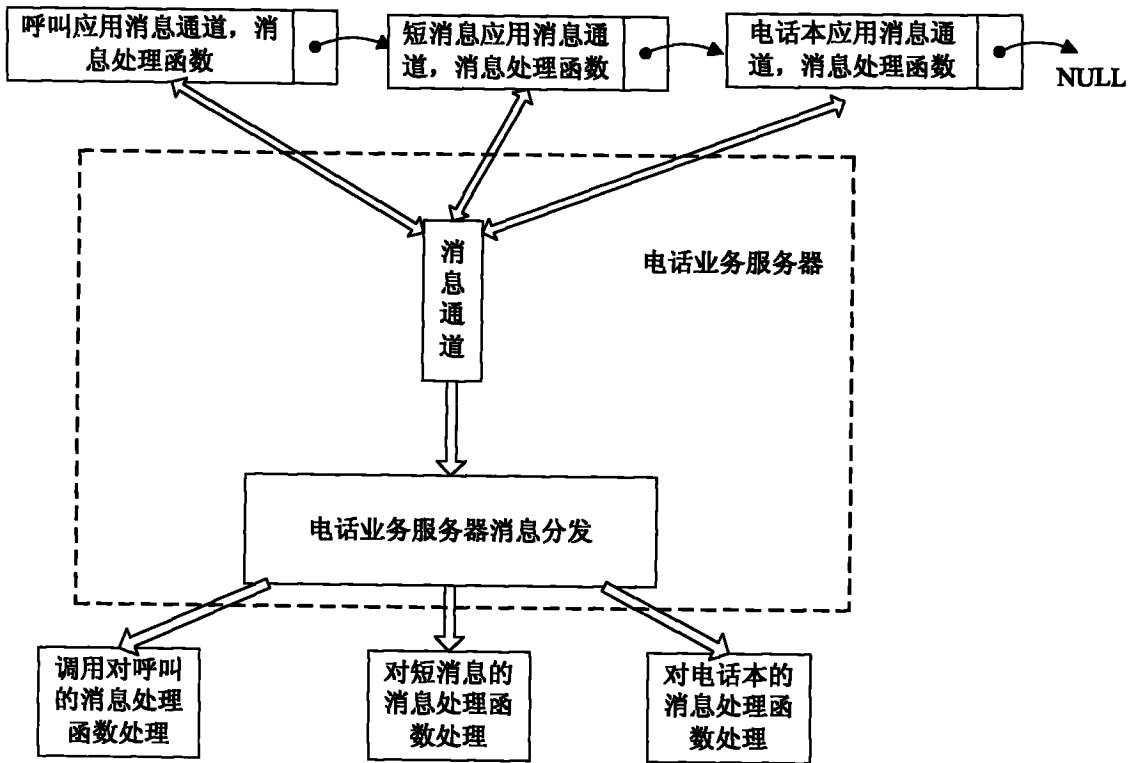 呼叫应用消息通道，消
息处理函数
短消息应用消息通
道，消息处理函数
电话本应用消息通
道，消息处理函数
NULL
消
息
通
道
电话业务服务器
电话业务服务器消息分发
调用对呼叫
的消息处理
函数处理
对短消息的
消息处理函
数处理
对电话本的
消息处理函
数处理